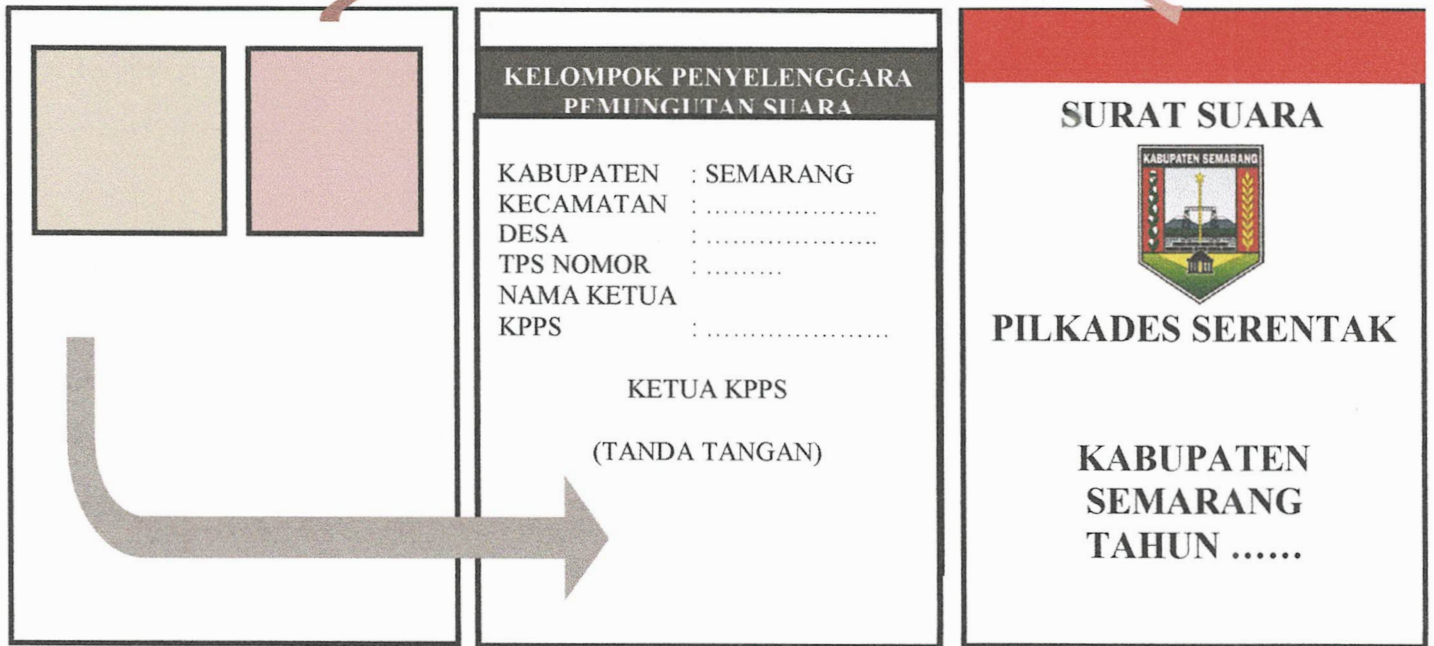 KELOMPOK PENYELENGGARA
PEMUNGUTAN SUARA
KABUPATEN : SEMARANG
KECAMATAN : ......................
DESA : ......................
TPS NOMOR : .........
NAMA KETUA
KPPS : ........................
KETUA KPPS
(TANDA TANGAN)
SURAT SUARA
KABUPATEN SEMARANG
PILKADES SERENTAK
KABUPATEN
SEMARANG
TAHUN ......